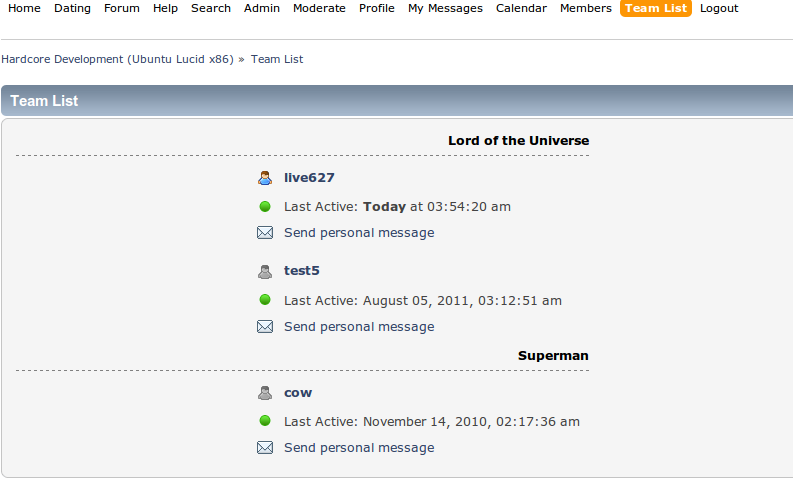 Home Dating Forum Help Search Admin Moderate Profile My Messages Calendar Members Team List Logout
Hardcore Development (Ubuntu Lucid x86) » Team List
Team List
Lord of the Universe
live627
Last Active: Today at 03:54:20 am
Send personal message
test5
Last Active: August 05, 2011, 03:12:51 am
Send personal message
Superman
cow
Last Active: November 14, 2010, 02:17:36 am
Send personal message